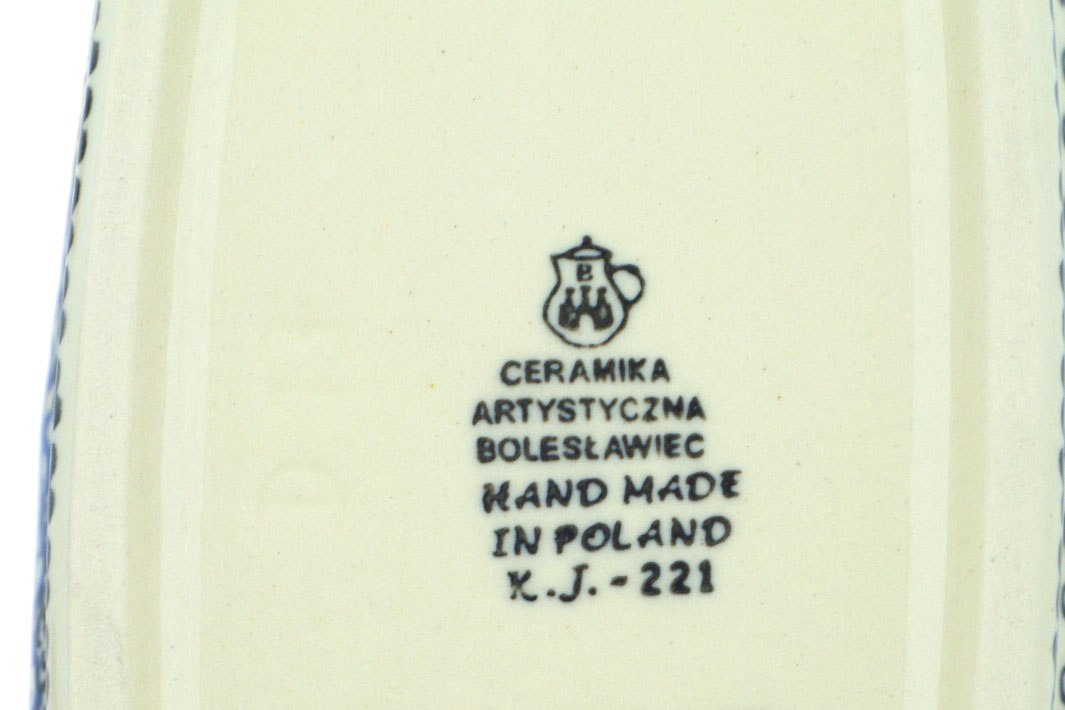 B
CERAMIKA
ARTYSTYCZNA
BOLESŁAWIEC
HAND MADE
IN POLAND
K.J.-221